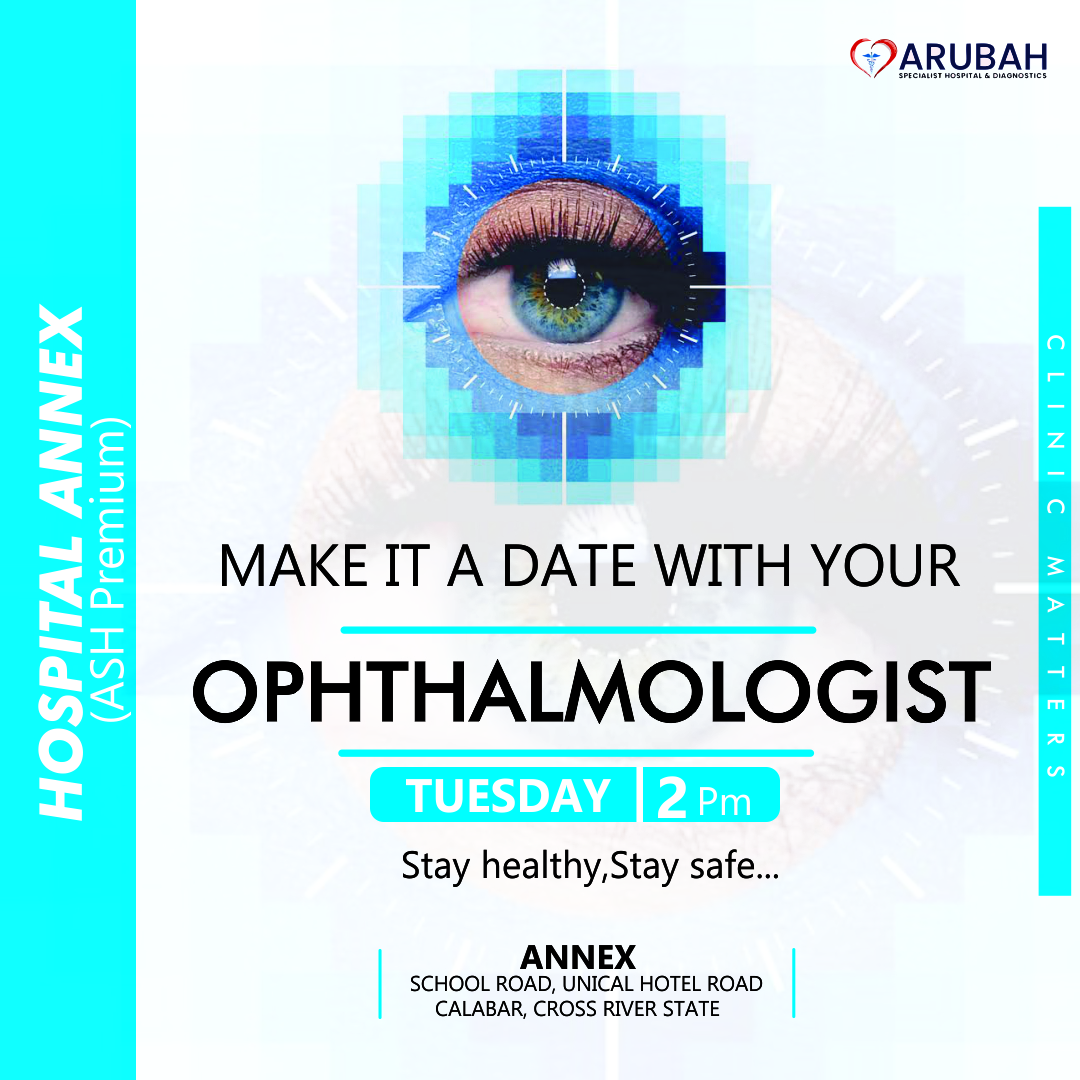 ARUBAH
SPECIALIST HOSPITAL & DIAGNOSTICS
HOSPITAL ANNEX
(ASH Premium)
CLINIC MATTERS
MAKE IT A DATE WITH YOUR
OPHTHALMOLOGIST
TUESDAY 2 Pm
Stay healthy,Stay safe...
ANNEX
SCHOOL ROAD, UNICAL HOTEL ROAD
CALABAR, CROSS RIVER STATE